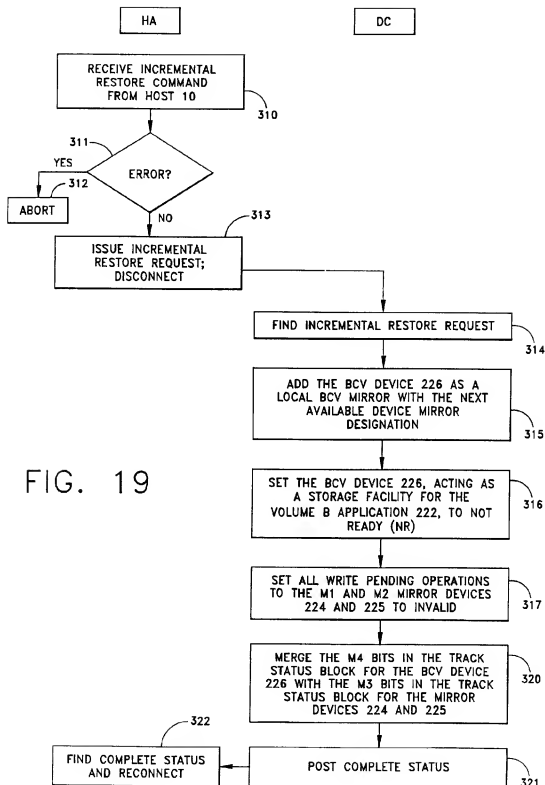 HA
DC
RECEIVE INCREMENTAL
RESTORE COMMAND
FROM HOST 10
310
311
YES
ERROR?
312
ABORT
NO
313
ISSUE INCREMENTAL
RESTORE REQUEST;
DISCONNECT
FIND INCREMENTAL RESTORE REQUEST
314
ADD THE BCV DEVICE 226 AS A
LOCAL BCV MIRROR WITH THE NEXT
AVAILABLE DEVICE MIRROR
DESIGNATION
315
FIG. 19
SET THE BCV DEVICE 226, ACTING AS
A STORAGE FACILITY FOR THE
VOLUME B APPLICATION 222, TO NOT
READY (NR)
316
SET ALL WRITE PENDING OPERATIONS
TO THE M1 AND M2 MIRROR DEVICES
224 AND 225 TO INVALID
317
MERGE THE M4 BITS IN THE TRACK
STATUS BLOCK FOR THE BCV DEVICE
226 WITH THE M3 BITS IN THE TRACK
STATUS BLOCK FOR THE MIRROR
DEVICES 224 AND 225
320
322
FIND COMPLETE STATUS
AND RECONNECT
POST COMPLETE STATUS
321